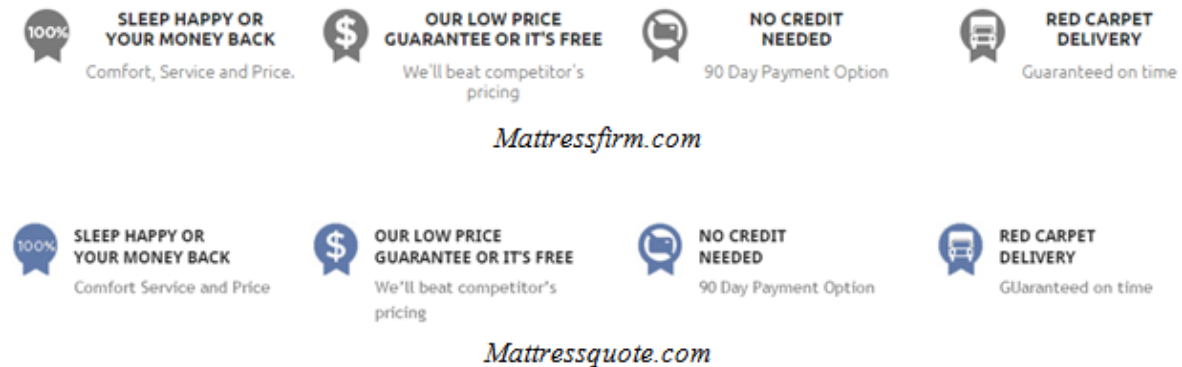 100%
SLEEP HAPPY OR
YOUR MONEY BACK
Comfort, Service and Price.
$
OUR LOW PRICE
GUARANTEE OR IT'S FREE
We'll beat competitor's
pricing
NO CREDIT
NEEDED
90 Day Payment Option
RED CARPET
DELIVERY
Guaranteed on time
Mattressfirm.com
100%
SLEEP HAPPY OR
YOUR MONEY BACK
Comfort Service and Price
$
OUR LOW PRICE
GUARANTEE OR IT'S FREE
We'll beat competitor's
pricing
NO CREDIT
NEEDED
90 Day Payment Option
RED CARPET
DELIVERY
GUaranteed on time
Mattressquote.com